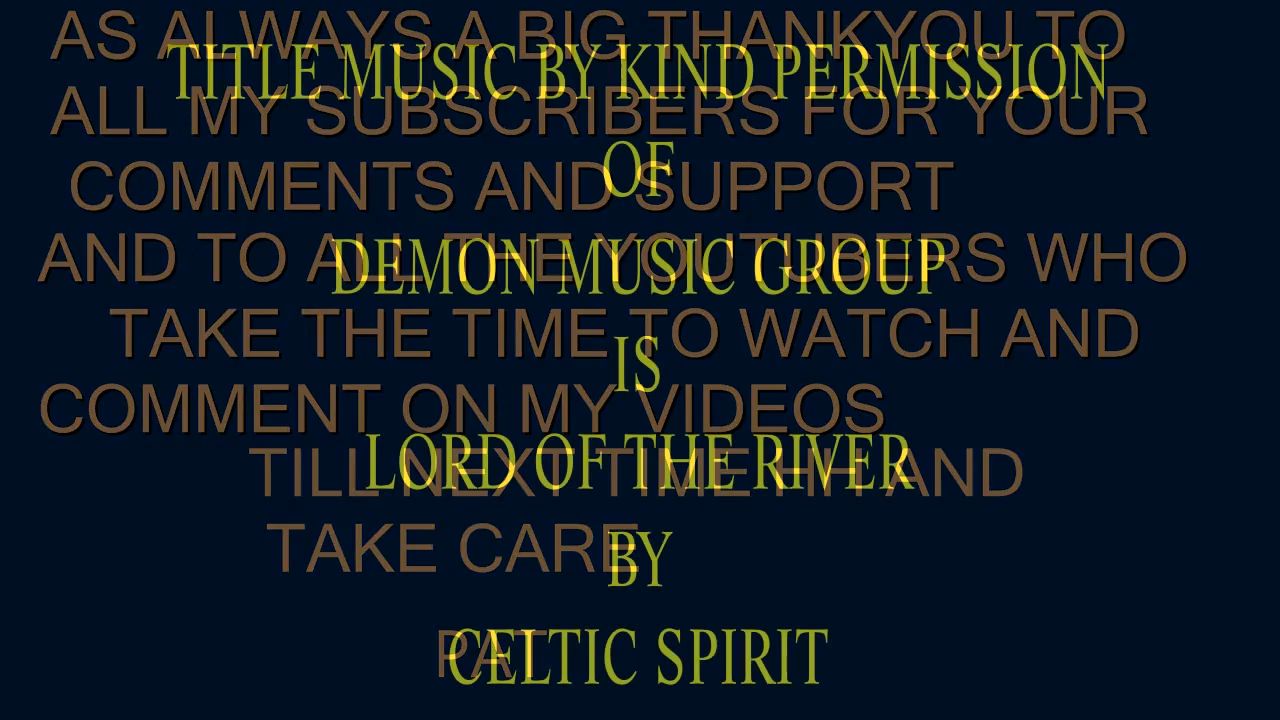 AS ALWAYS A BIG THANKYOU TO
ALL MY SUBSCRIBERS FOR YOUR
COMMENTS AND SUPPORT
AND TO ALL THE YOUTUBERS WHO
TAKE THE TIME TO WATCH AND
COMMENT ON MY VIDEOS
TILL NEXT TIME HH AND
TAKE CARE
PAT
TITLE MUSIC BY KIND PERMISSION
OF
DEMON MUSIC GROUP
IS
LORD OF THE RIVER
BY
CELTIC SPIRIT